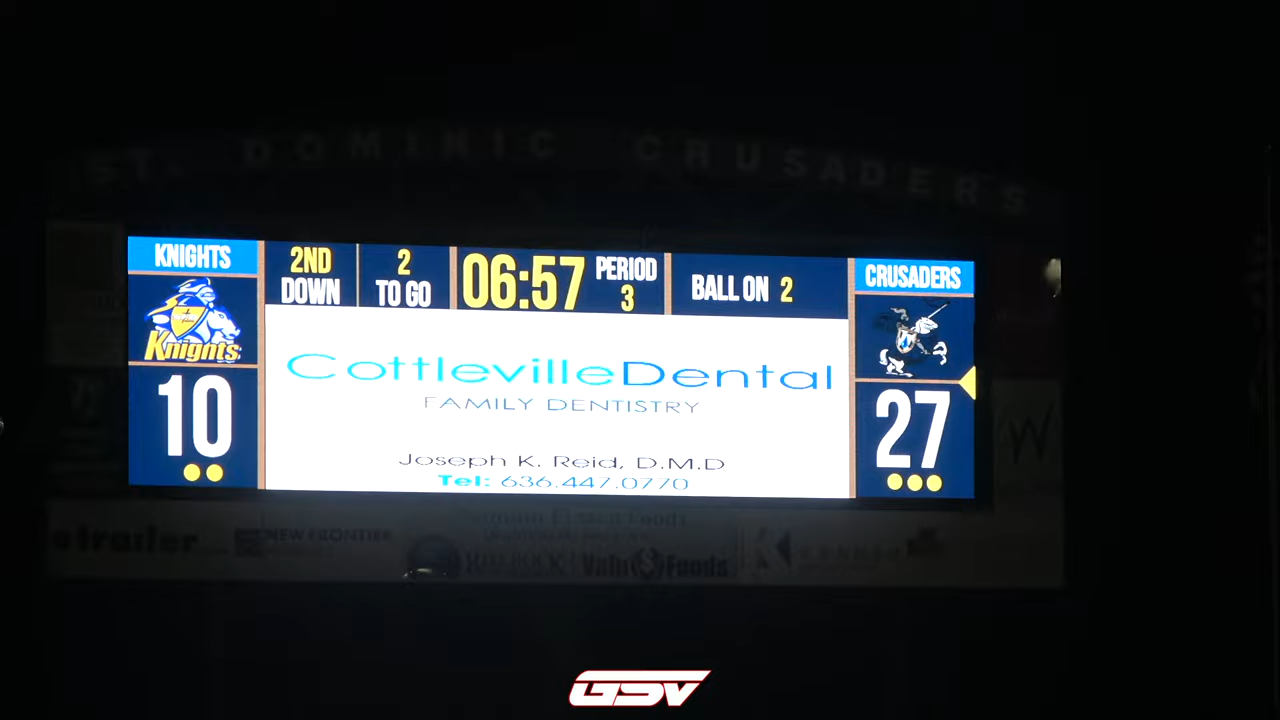 ST. DOMINIC CRUSADERS
KNIGHTS
Knights
10
2ND
DOWN
2
TO GO
06:57
PERIOD
3
BALL ON 2
CRUSADERS
27
CottlevilleDental
FAMILY DENTISTRY
Joseph K. Reid, D.M.D
Tel: 636.447.0770
NEW FRONTIER
Foods
GSV